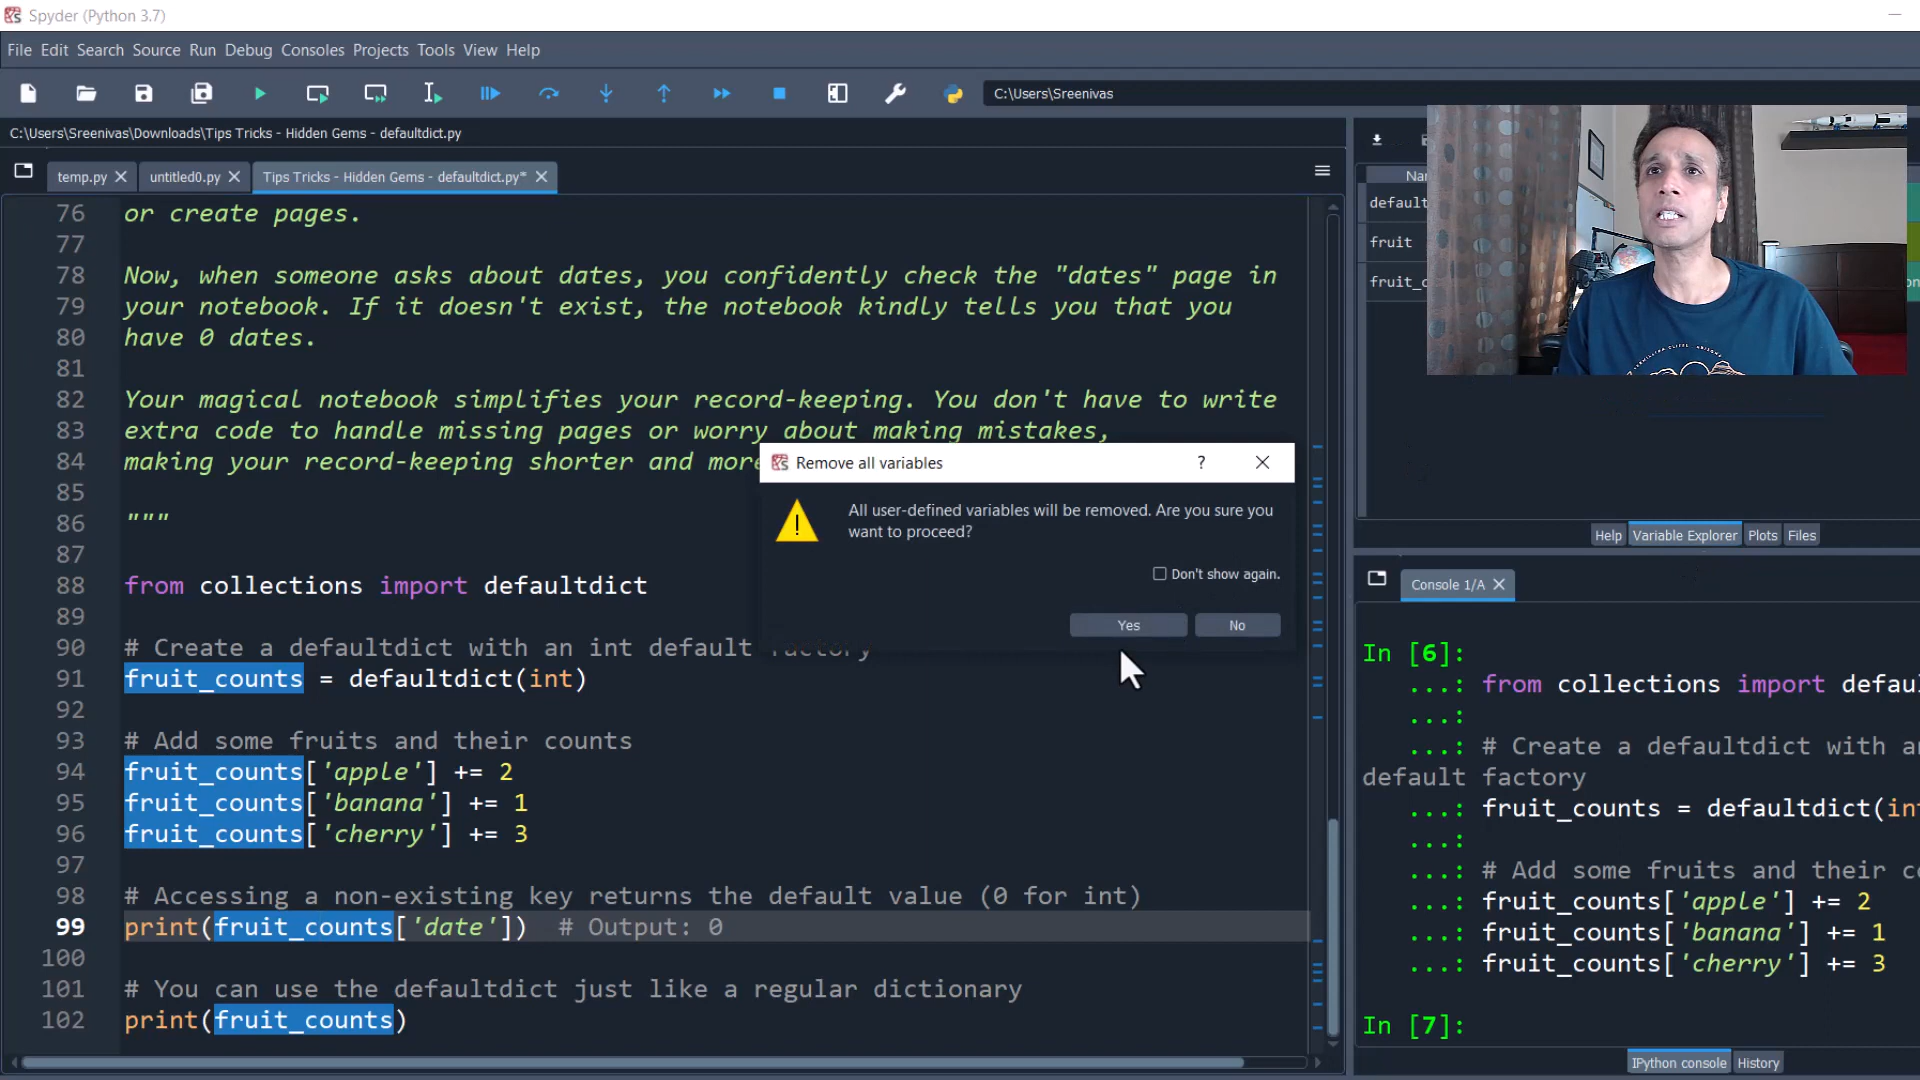 Spyder (Python 3.7)
File Edit Search Source Run Debug Consoles Projects Tools View Help
C:\Users\Sreenivas
C:\Users\Sreenivas\Downloads\Tips Tricks - Hidden Gems - defaultdict.py
temp.py untitled0.py Tips Tricks - Hidden Gems - defaultdict.py*
76 or create pages.
77
78 Now, when someone asks about dates, you confidently check the "dates" page in
79 your notebook. If it doesn't exist, the notebook kindly tells you that you
80 have 0 dates.
81
82 Your magical notebook simplifies your record-keeping. You don't have to write
83 extra code to handle missing pages or worry about making mistakes,
84 making your record-keeping shorter and more
85
86 """
87
88 from collections import defaultdict
89
90 # Create a defaultdict with an int default factory
91 fruit_counts = defaultdict(int)
92
93 # Add some fruits and their counts
94 fruit_counts['apple'] += 2
95 fruit_counts['banana'] += 1
96 fruit_counts['cherry'] += 3
97
98 # Accessing a non-existing key returns the default value (0 for int)
99 print(fruit_counts['date']) # Output: 0
100
101 # You can use the defaultdict just like a regular dictionary
102 print(fruit_counts)
Remove all variables ?
All user-defined variables will be removed. Are you sure you
want to proceed?
Don't show again.
Yes No
Nar
default
fruit
fruit_c
Help Variable Explorer Plots Files
Console 1/A
In [6]:
...: from collections import defau
...:
...: # Create a defaultdict with an
default factory
...: fruit_counts = defaultdict(int
...:
...: # Add some fruits and their co
...: fruit_counts['apple'] += 2
...: fruit_counts['banana'] += 1
...: fruit_counts['cherry'] += 3
In [7]:
IPython console History